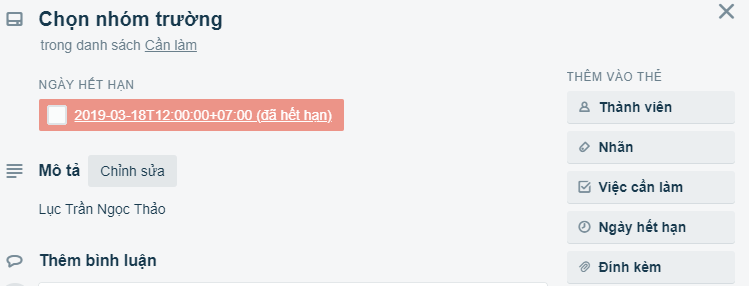 Chọn nhóm trường
trong danh sách Cần làm
NGÀY HẾT HẠN
2019-03-18T12:00:00+07:00 (đã hết hạn)
Mô tả Chỉnh sửa
Lục Trần Ngọc Thảo
Thêm bình luận
THÊM VÀO THẺ
Thành viên
Nhãn
Việc cần làm
Ngày hết hạn
Đính kèm